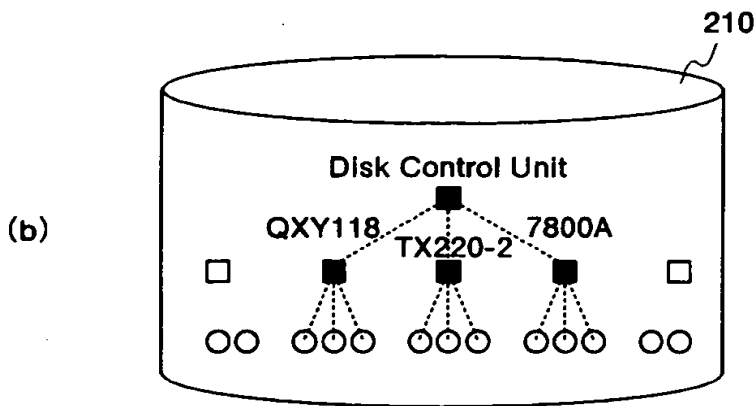 210
Disk Control Unit
(b)
QXY118
7800A
TX220-2